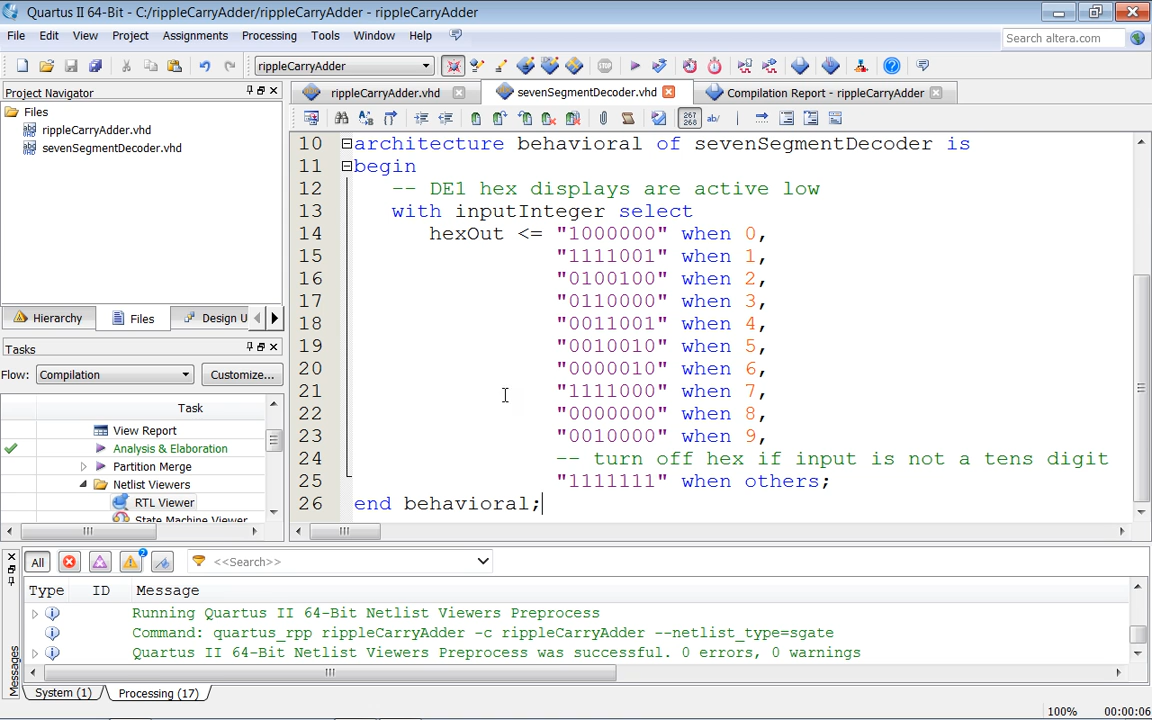 Quartus II 64-Bit - C:/rippleCarryAdder/rippleCarryAdder - rippleCarryAdder
File Edit View Project Assignments Processing Tools Window Help
Search altera.com
rippleCarryAdder
Project Navigator
Files
rippleCarryAdder.vhd
sevenSegmentDecoder.vhd
Hierarchy Files Design U
Tasks
Flow: Compilation Customize...
Task
View Report
Analysis & Elaboration
Partition Merge
Netlist Viewers
RTL Viewer
State Machine Viewer
rippleCarryAdder.vhd sevenSegmentDecoder.vhd Compilation Report - rippleCarryAdder
267
268 ab/
10 architecture behavioral of sevenSegmentDecoder is
11 begin
12 -- DE1 hex displays are active low
13 with inputInteger select
14 hexOut <= "1000000" when 0,
15 "1111001" when 1,
16 "0100100" when 2,
17 "0110000" when 3,
18 "0011001" when 4,
19 "0010010" when 5,
20 "0000010" when 6,
21 "1111000" when 7,
22 "0000000" when 8,
23 "0010000" when 9,
24 -- turn off hex if input is not a tens digit
25 "1111111" when others;
26 end behavioral;
All 2 <<Search>>
Type ID Message
Running Quartus II 64-Bit Netlist Viewers Preprocess
Command: quartus_rpp rippleCarryAdder -c rippleCarryAdder --netlist_type=sgate
Quartus II 64-Bit Netlist Viewers Preprocess was successful. 0 errors, 0 warnings
Messages
System (1) Processing (17)
100% 00:00:06